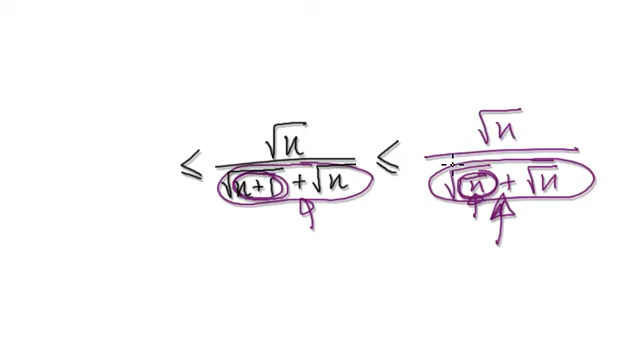 ≤ √n / (√(n+1) + √n) ≤ √n / (√n + √n)